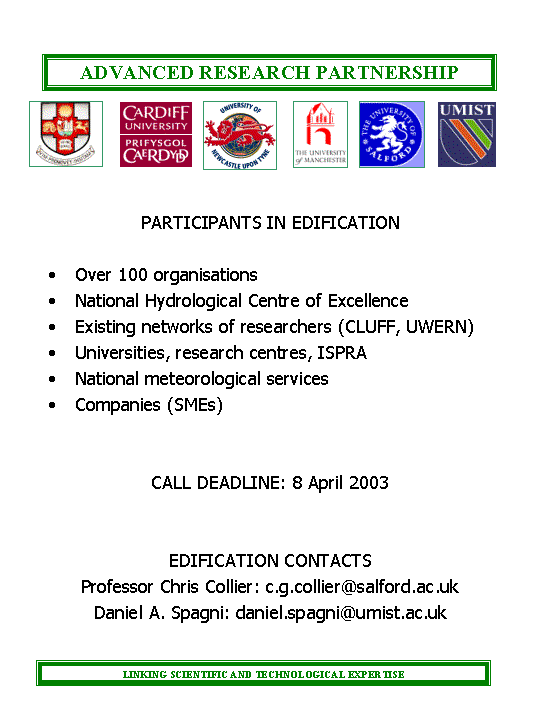 ADVANCED RESEARCH PARTNERSHIP
CARDIFF
UNIVERSITY
PRIFYSGOL
CAERDYDD
UNIVERSITY OF
NEWCASTLE UPON TYNE
THE UNIVERSITY
of MANCHESTER
THE UNIVERSITY OF
SALFORD
UMIST
PARTICIPANTS IN EDIFICATION
• Over 100 organisations
• National Hydrological Centre of Excellence
• Existing networks of researchers (CLUFF, UWERN)
• Universities, research centres, ISPRA
• National meteorological services
• Companies (SMEs)
CALL DEADLINE: 8 April 2003
EDIFICATION CONTACTS
Professor Chris Collier: c.g.collier@salford.ac.uk
Daniel A. Spagni: daniel.spagni@umist.ac.uk
LINKING SCIENTIFIC AND TECHNOLOGICAL EXPERTISE